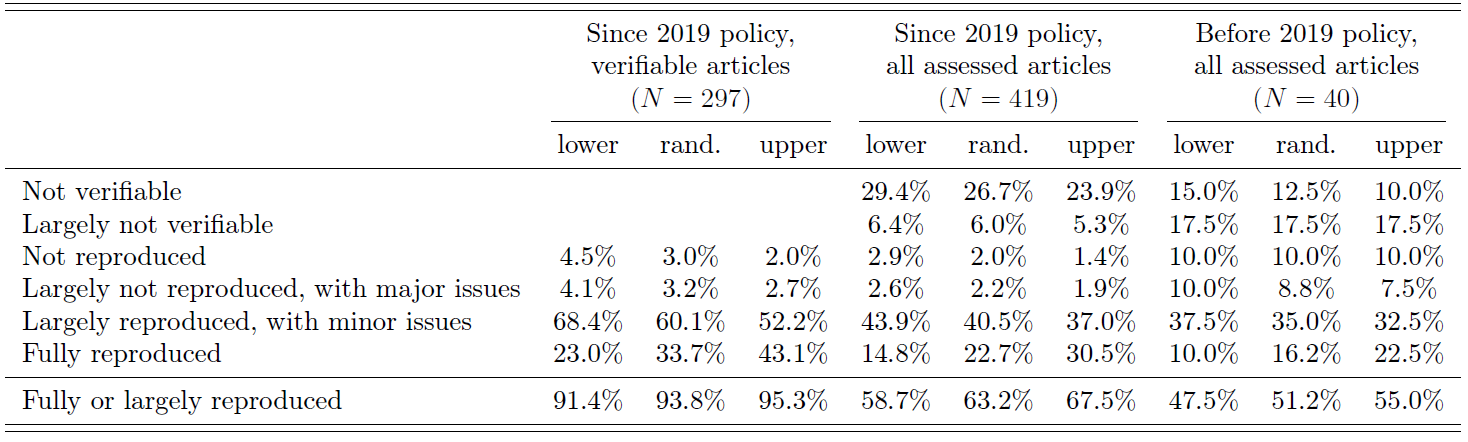 Since 2019 policy, Since 2019 policy, Before 2019 policy,
verifiable articles all assessed articles all assessed articles
(N = 297) (N = 419) (N = 40)
lower rand. upper lower rand. upper lower rand. upper
Not verifiable 29.4% 26.7% 23.9% 15.0% 12.5% 10.0%
Largely not verifiable 6.4% 6.0% 5.3% 17.5% 17.5% 17.5%
Not reproduced 4.5% 3.0% 2.0% 2.9% 2.0% 1.4% 10.0% 10.0% 10.0%
Largely not reproduced, with major issues 4.1% 3.2% 2.7% 2.6% 2.2% 1.9% 10.0% 8.8% 7.5%
Largely reproduced, with minor issues 68.4% 60.1% 52.2% 43.9% 40.5% 37.0% 37.5% 35.0% 32.5%
Fully reproduced 23.0% 33.7% 43.1% 14.8% 22.7% 30.5% 10.0% 16.2% 22.5%
Fully or largely reproduced 91.4% 93.8% 95.3% 58.7% 63.2% 67.5% 47.5% 51.2% 55.0%